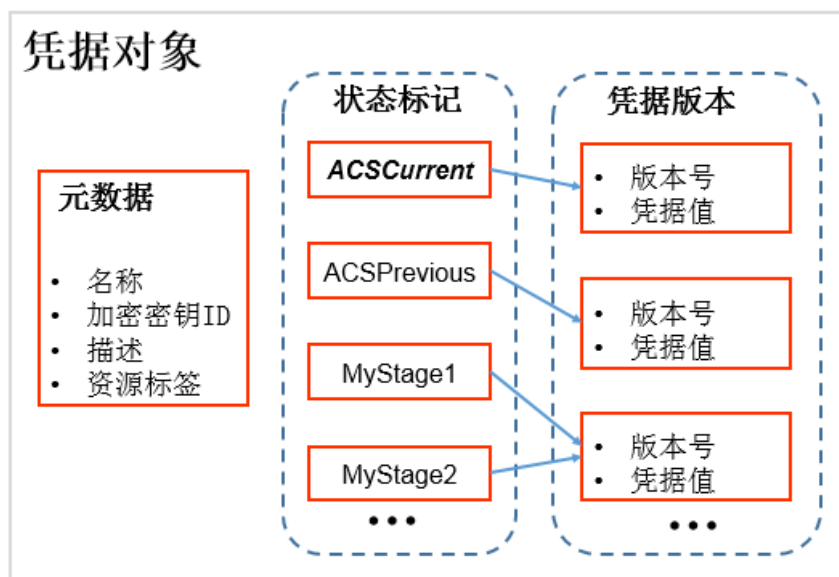 凭据对象
元数据
• 名称
• 加密密钥ID
• 描述
• 资源标签
状态标记
ACSCurrent
ACSPrevious
MyStage1
MyStage2
•••
凭据版本
• 版本号
• 凭据值
• 版本号
• 凭据值
• 版本号
• 凭据值
•••